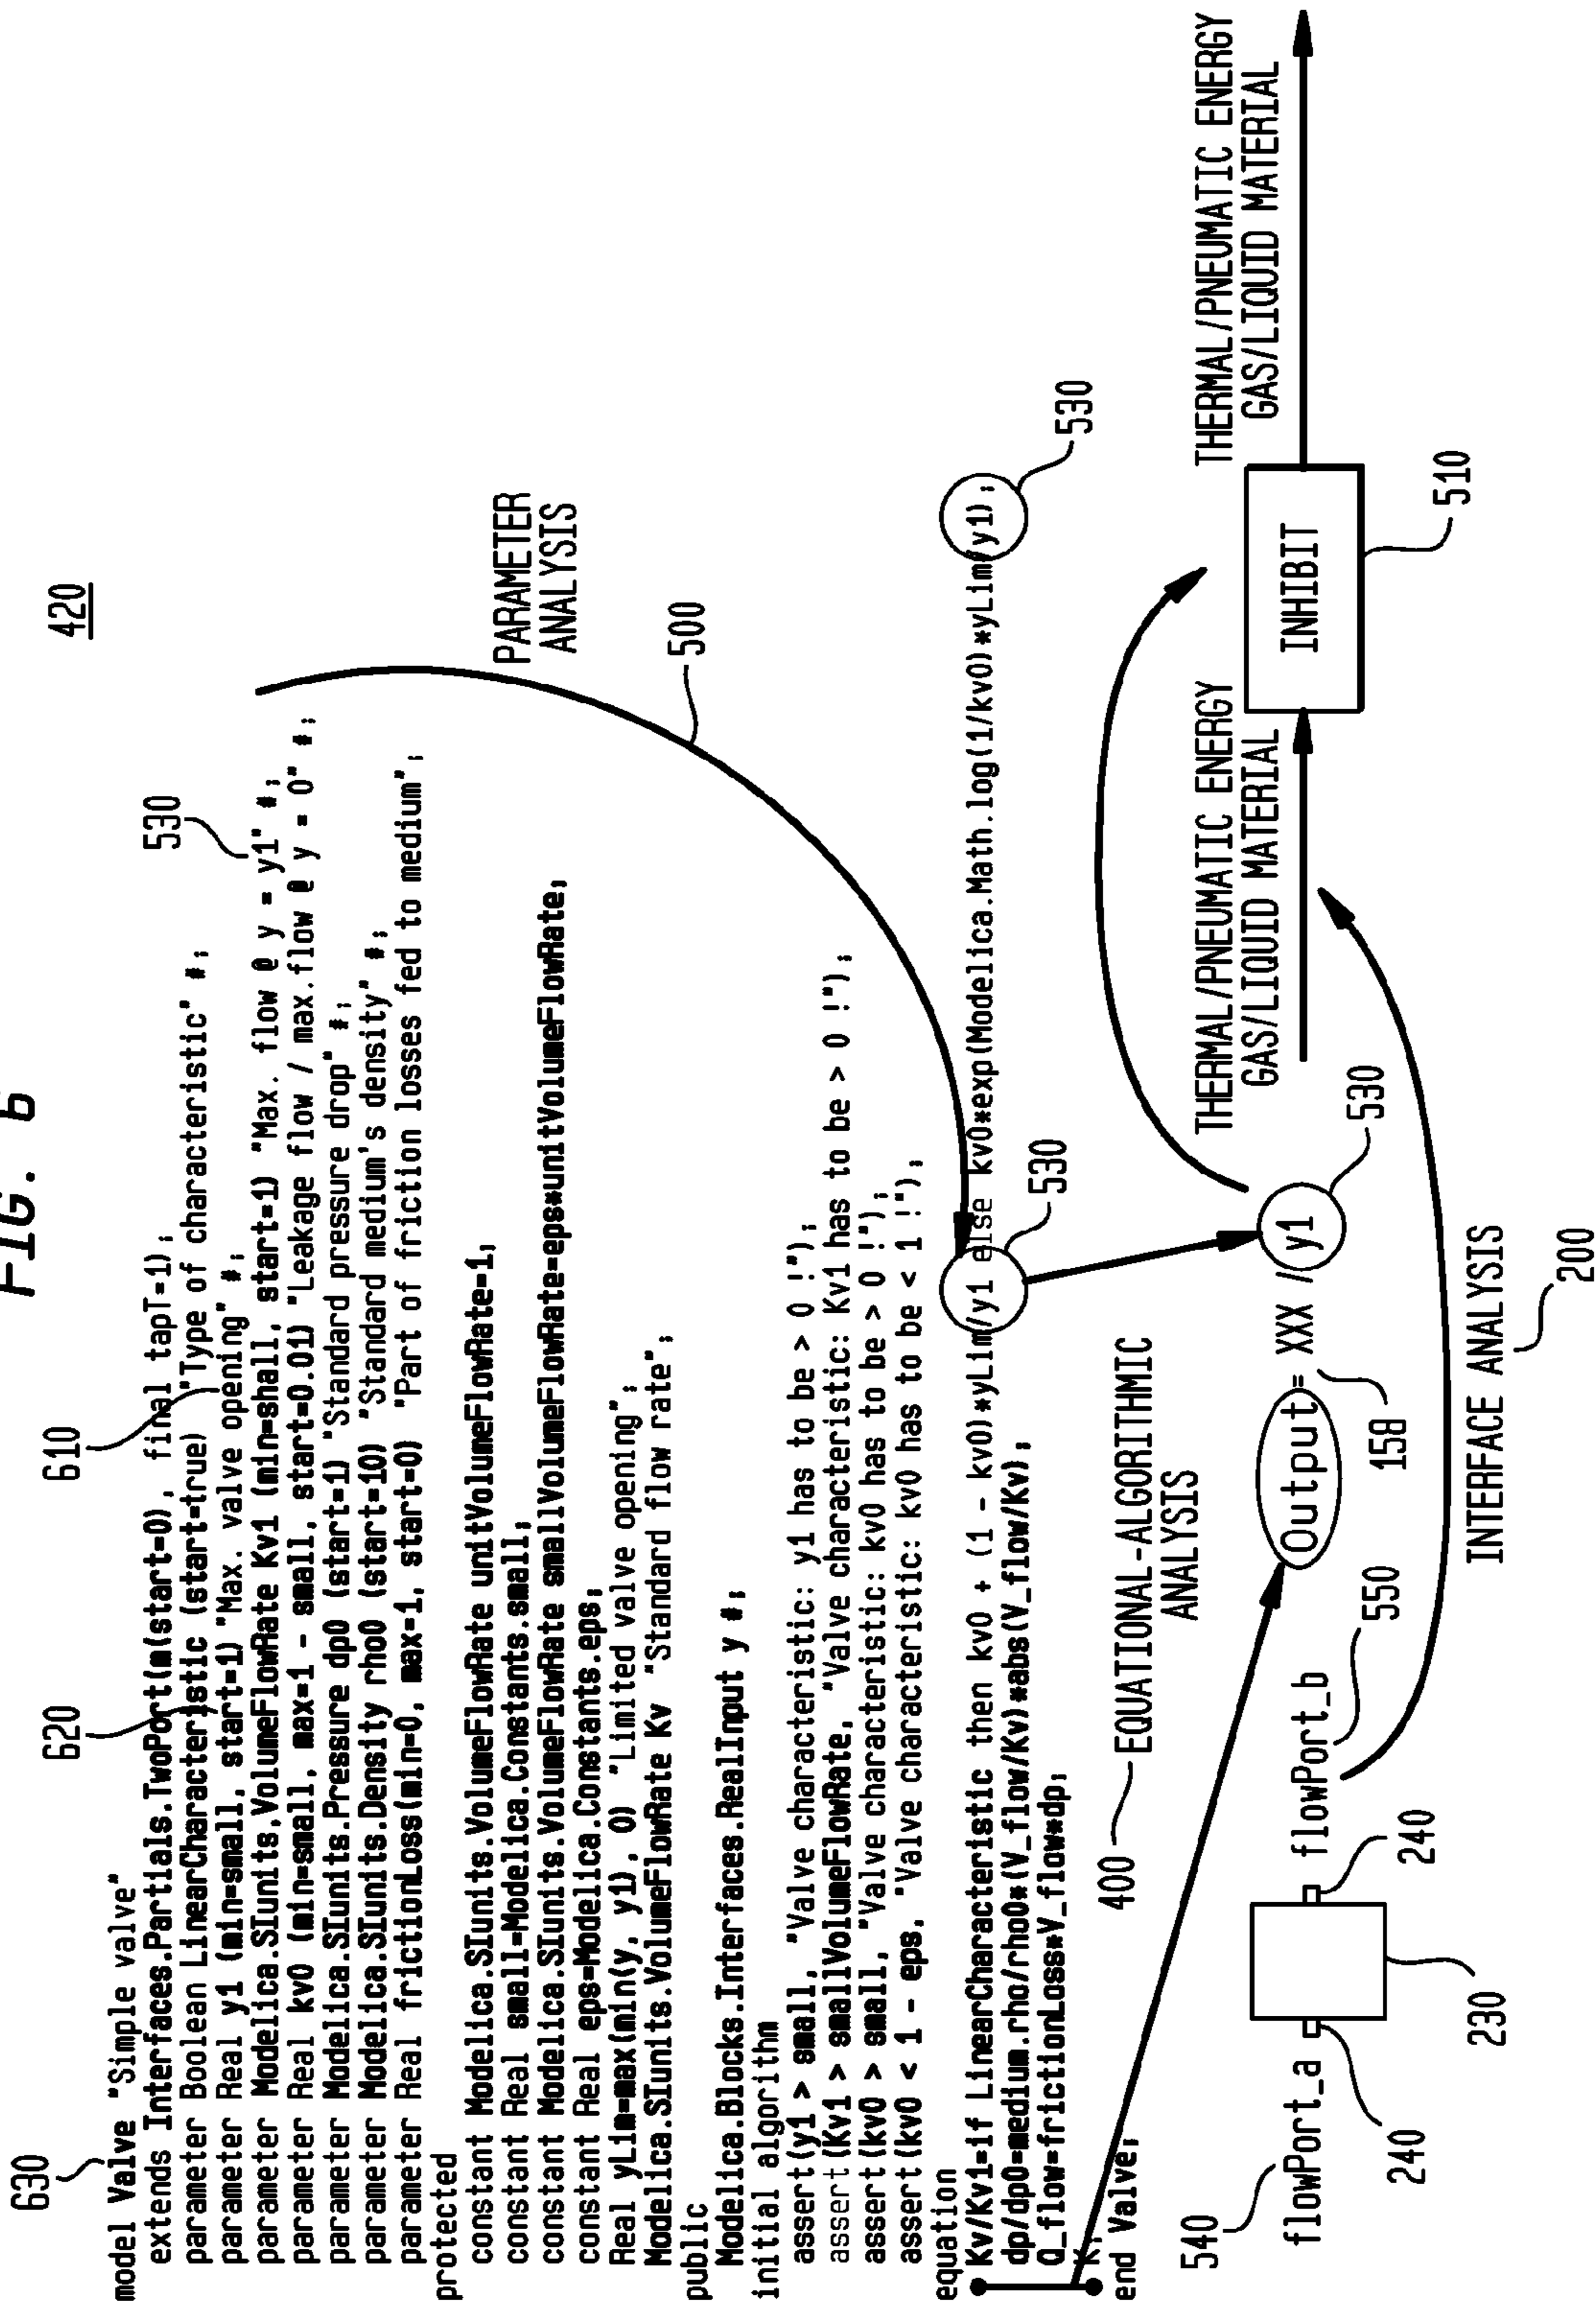 FIG. 6
420
630
620
610
530
model Valve "Simple valve"
extends Interfaces.Partials.TwoPort(m(start=0), final tapT=1);
parameter Boolean LinearCharacteristic (start=true) "Type of characteristic" #;
parameter Real y1 (min=small, start=1) "Max. valve opening" #;
parameter Modelica.SIunits.VolumeFlowRate Kv1 (min=shall, start=1) "Max. flow @ y = y1" #;
parameter Real kv0 (min=small, max=1 - small, start=0.01) "Leakage flow / max.flow @ y = 0" #;
parameter Modelica.SIunits.Pressure dp0 (start=1) "Standard pressure drop" #;
parameter Modelica.SIunits.Density rho0 (start=10) "Standard medium's density" #;
parameter Real frictionLoss(min=0, max=1, start=0) "Part of friction losses fed to medium";
protected
constant Modelica.SIunits.VolumeFlowRate unitVolumeFlowRate=1;
constant Real small=Modelica.Constants.small;
constant Modelica.SIunits.VolumeFlowRate smallVolumeFlowRate=eps*unitVolumeFlowRate;
constant Real eps=Modelica.Constants.eps;
Real yLim=max(min(y, y1), 0) "Limited valve opening";
Modelica.SIunits.VolumeFlowRate Kv "Standard flow rate";
public
Modelica.Blocks.Interfaces.RealInput y #;
initial algorithm
assert(y1 > small, "Valve characteristic: y1 has to be > 0 !");
assert(Kv1 > smallVolumeFlowRate, "Valve characteristic: Kv1 has to be > 0 !");
assert(kv0 > small, "Valve characteristic: kv0 has to be > 0 !");
assert(kv0 < 1 - eps, "Valve characteristic: kv0 has to be < 1 !");
equation
Kv/Kv1=if LinearCharacteristic then kv0 + (1 - kv0)*yLim/y1 else kv0*exp(Modelica.Math.log(1/kv0)*yLim/y1);
dp/dp0=medium.rho/rho0*(V_flow/Kv)*abs(V_flow/Kv);
Q_flow=frictionLoss*V_flow*dp;
K;
end Valve;
PARAMETER
ANALYSIS
500
530
530
400
EQUATIONAL-ALGORITHMIC
ANALYSIS
540
flowPort_a
240
230
240
flowPort_b
550
Output = XXX / y1
158
530
THERMAL/PNEUMATIC ENERGY
GAS/LIQUID MATERIAL
INHIBIT
510
THERMAL/PNEUMATIC ENERGY
GAS/LIQUID MATERIAL
INTERFACE ANALYSIS
200